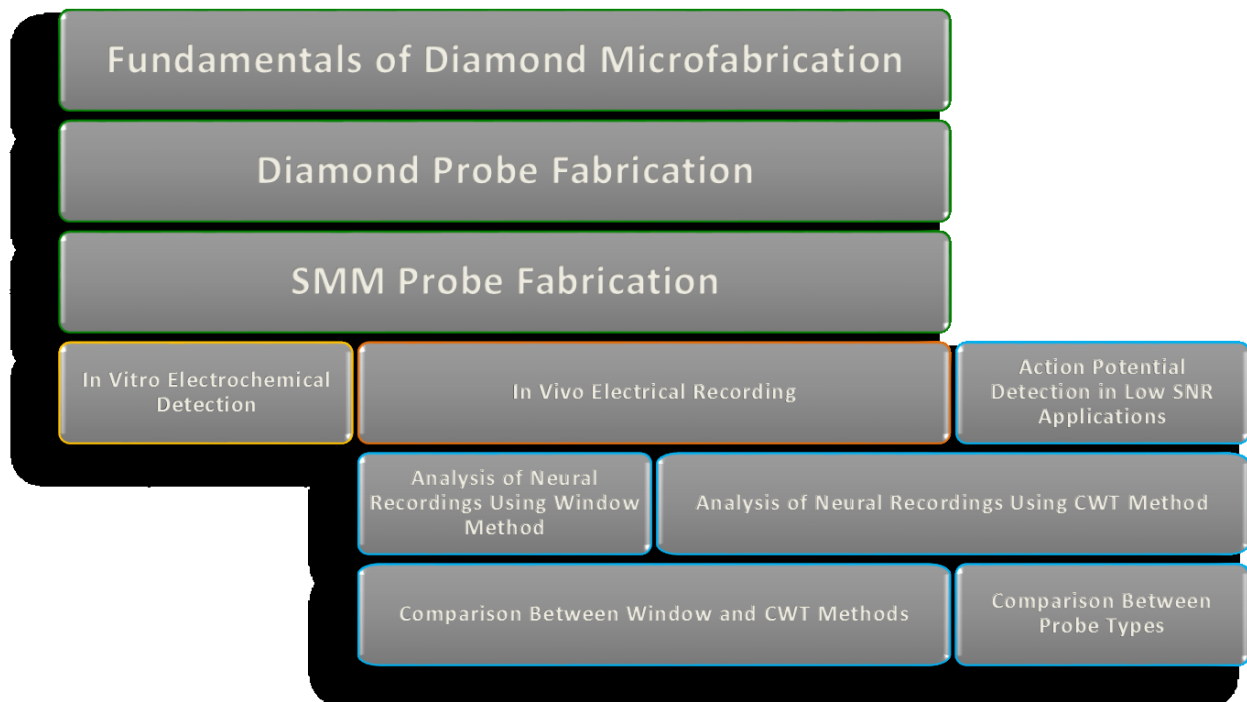 Fundamentals of Diamond Microfabrication
Diamond Probe Fabrication
SMM Probe Fabrication
In Vitro Electrochemical
Detection
In Vivo Electrical Recording
Action Potential
Detection in Low SNR
Applications
Analysis of Neural
Recordings Using Window
Method
Analysis of Neural Recordings Using CWT Method
Comparison Between Window and CWT Methods
Comparison Between
Probe Types